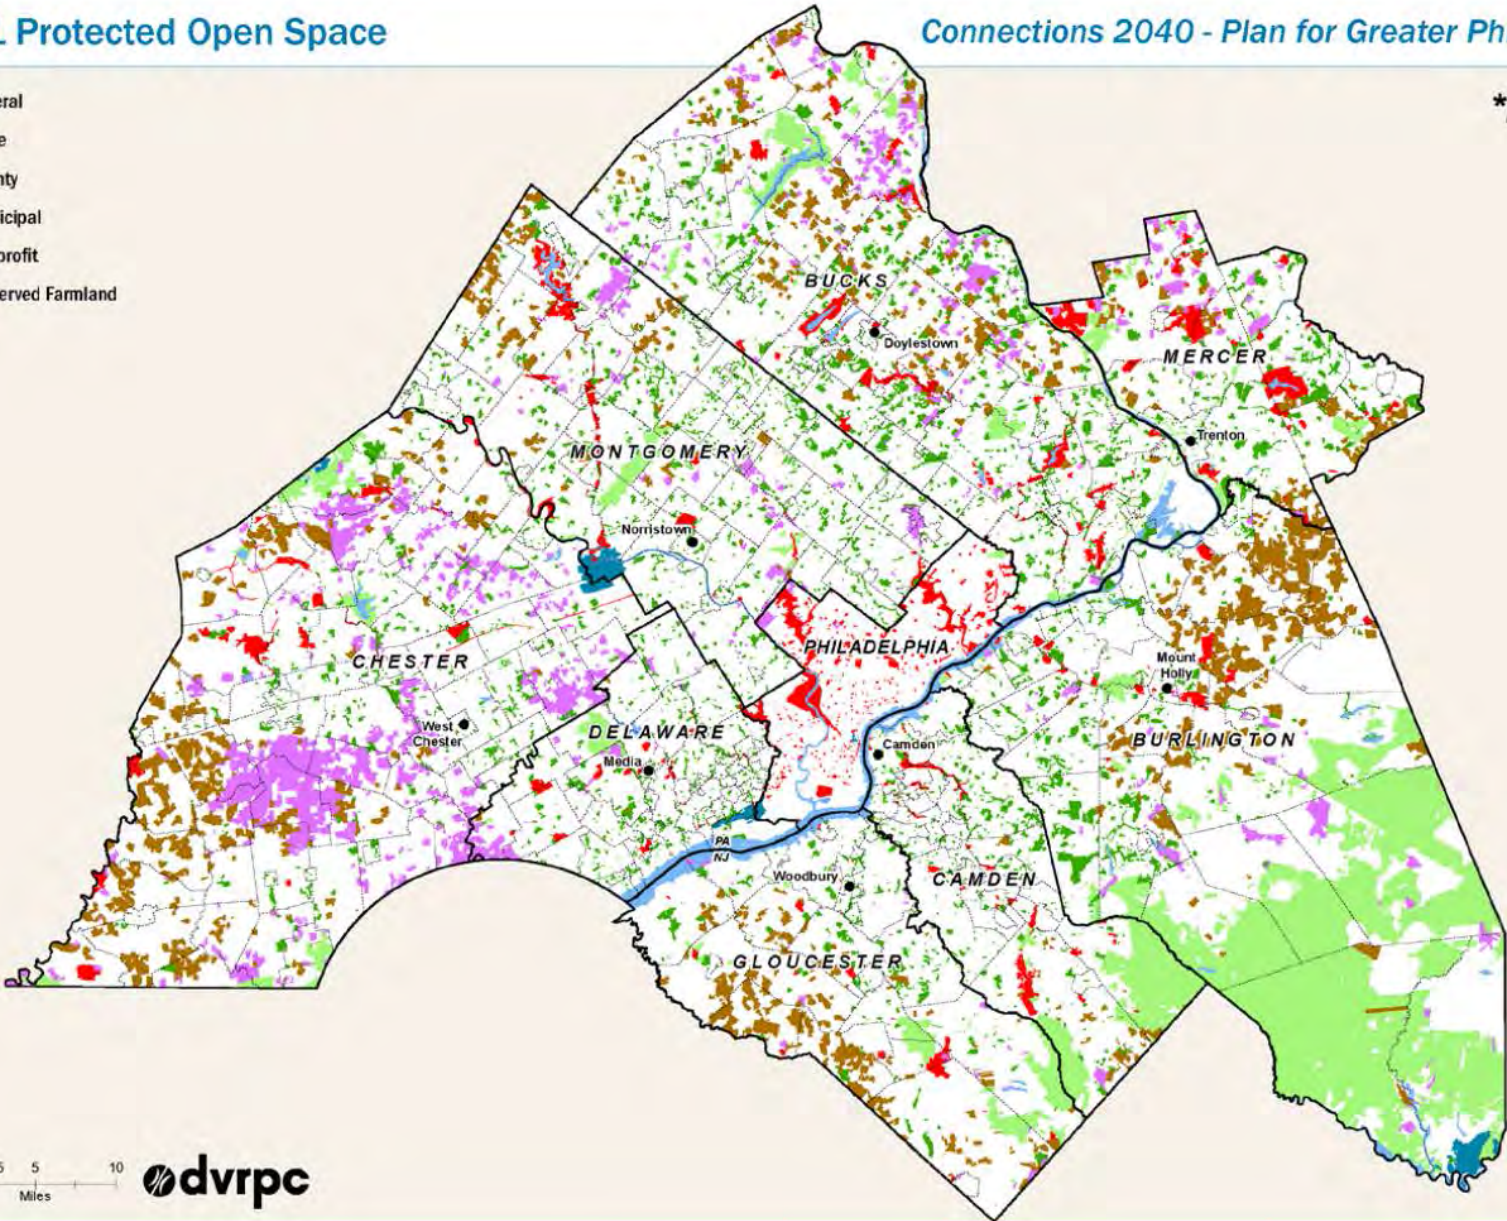 L Protected Open Space
Connections 2040 - Plan for Greater Ph
eral
e
nty
icipal
profit
erved Farmland
*
BUCKS
Doylestown
MERCER
Trenton
MONTGOMERY
Norristown
PHILADELPHIA
CHESTER
Mount
Holly
West
Chester
DELAWARE
Media
Camden
BURLINGTON
PA
NJ
Woodbury
CAMDEN
GLOUCESTER
5 5 10
Miles
dvrpc